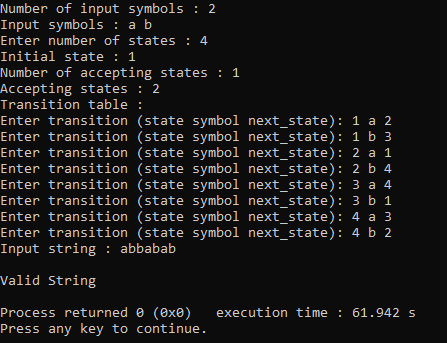 Number of input symbols : 2
Input symbols : a b
Enter number of states : 4
Initial state : 1
Number of accepting states : 1
Accepting states : 2
Transition table :
Enter transition (state symbol next_state): 1 a 2
Enter transition (state symbol next_state): 1 b 3
Enter transition (state symbol next_state): 2 a 1
Enter transition (state symbol next_state): 2 b 4
Enter transition (state symbol next_state): 3 a 4
Enter transition (state symbol next_state): 3 b 1
Enter transition (state symbol next_state): 4 a 3
Enter transition (state symbol next_state): 4 b 2
Input string : abbabab
Valid String
Process returned 0 (0x0)   execution time : 61.942 s
Press any key to continue.